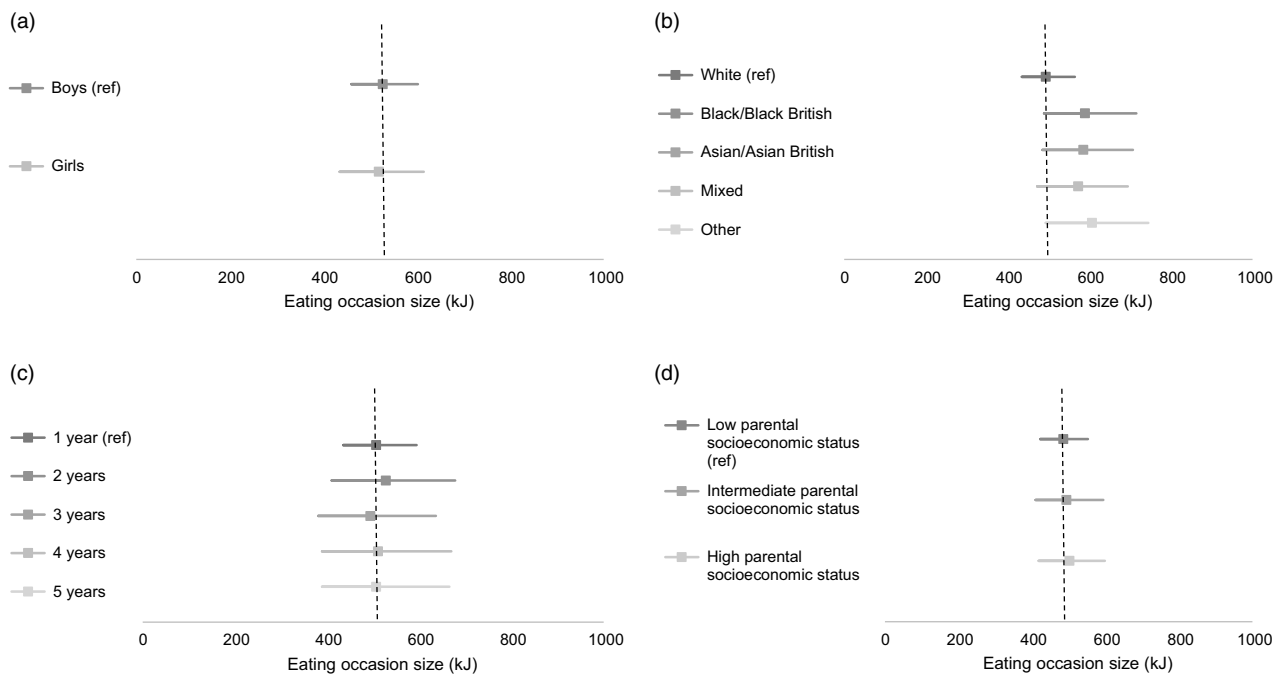 (a)
Boys (ref)
Girls
0 200 400 600 800 1000
Eating occasion size (kJ)
(b)
White (ref)
Black/Black British
Asian/Asian British
Mixed
Other
0 200 400 600 800 1000
Eating occasion size (kJ)
(c)
1 year (ref)
2 years
3 years
4 years
5 years
0 200 400 600 800 1000
Eating occasion size (kJ)
(d)
Low parental
socioeconomic status
(ref)
Intermediate parental
socioeconomic status
High parental
socioeconomic status
0 200 400 600 800 1000
Eating occasion size (kJ)